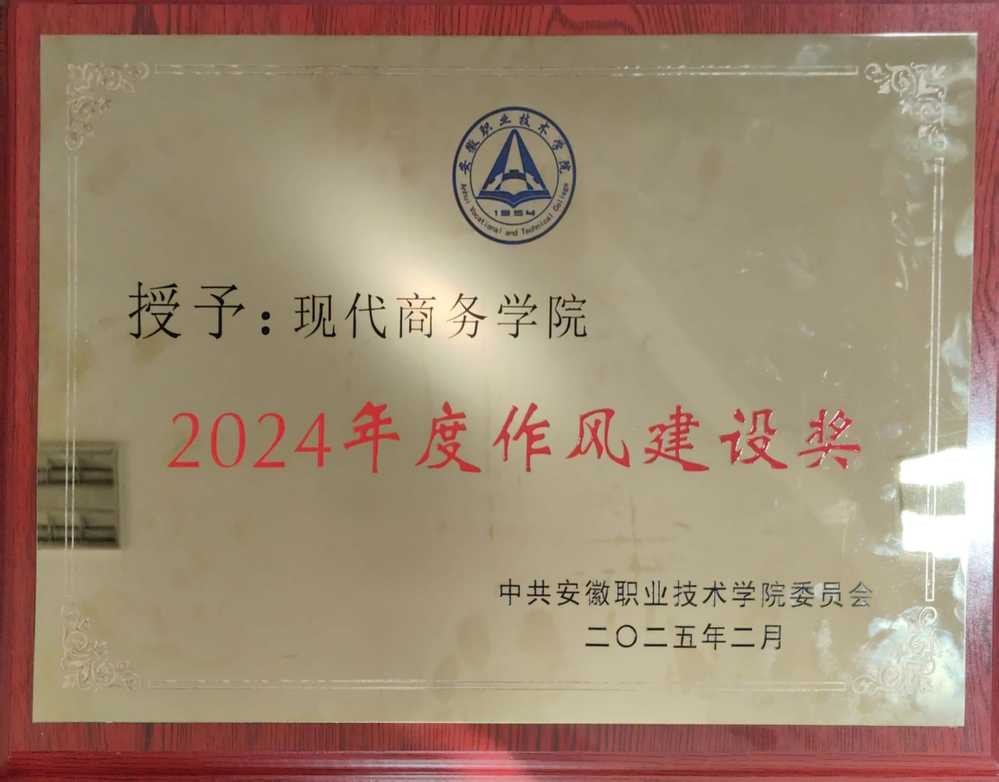 安徽职业技术学院
1954
Anhui Vocational and Technical College
授予：现代商务学院
2024年度作风建设奖
中共安徽职业技术学院委员会
二〇二五年二月